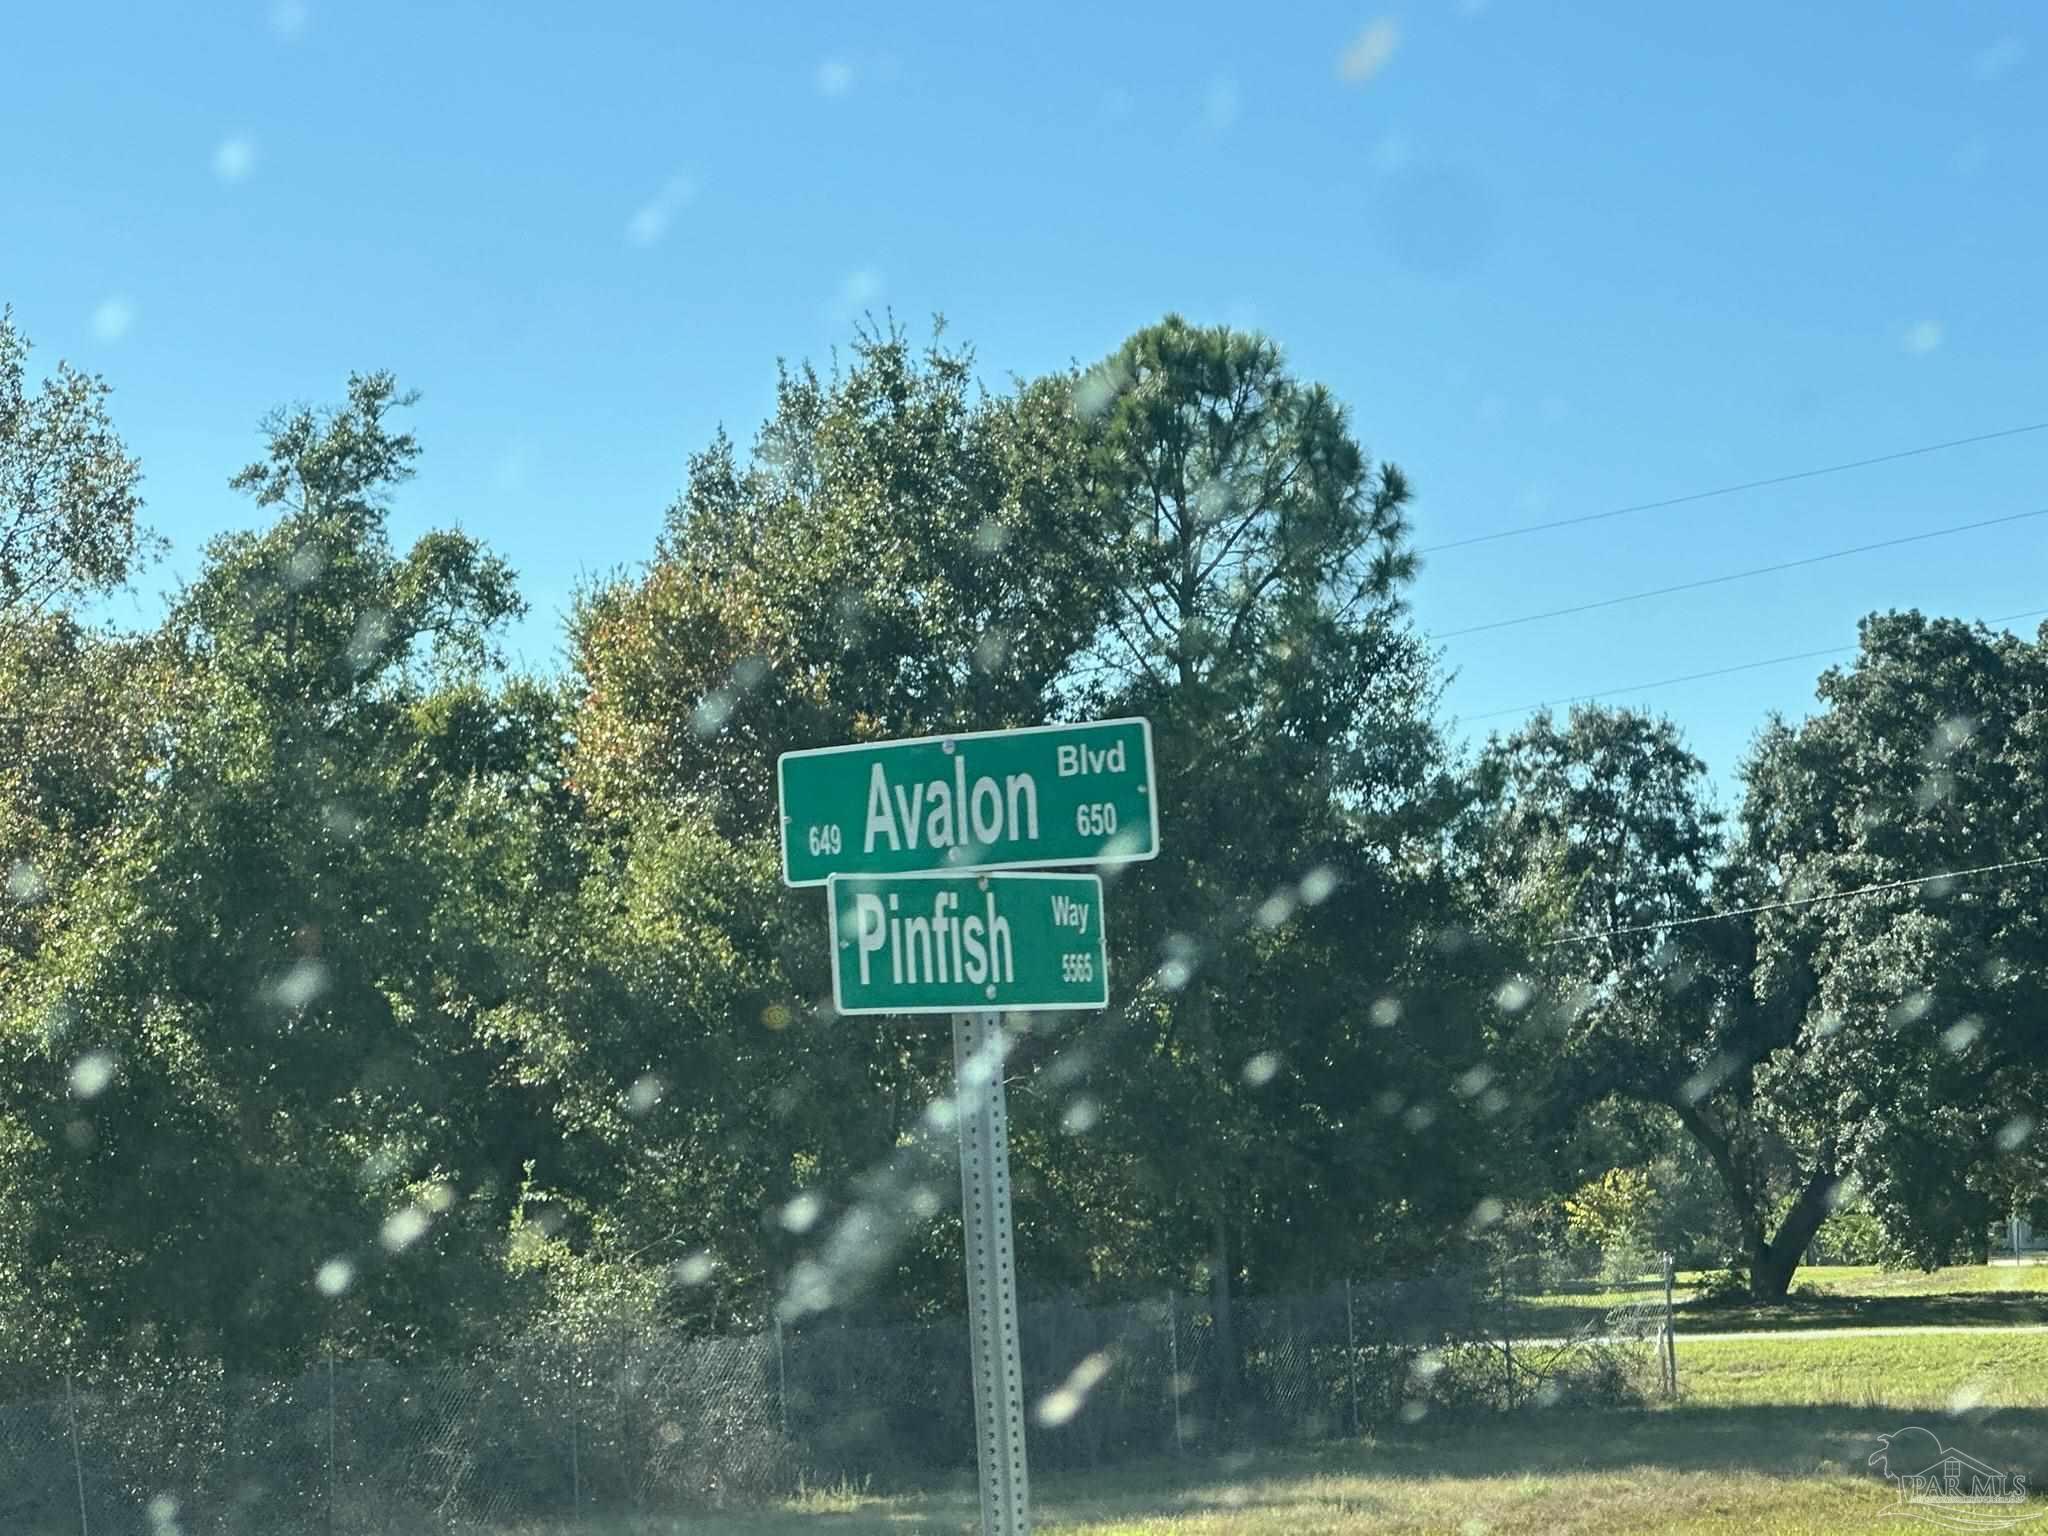 Avalon Blvd
649 650
Pinfish Way
5565
PAR MLS